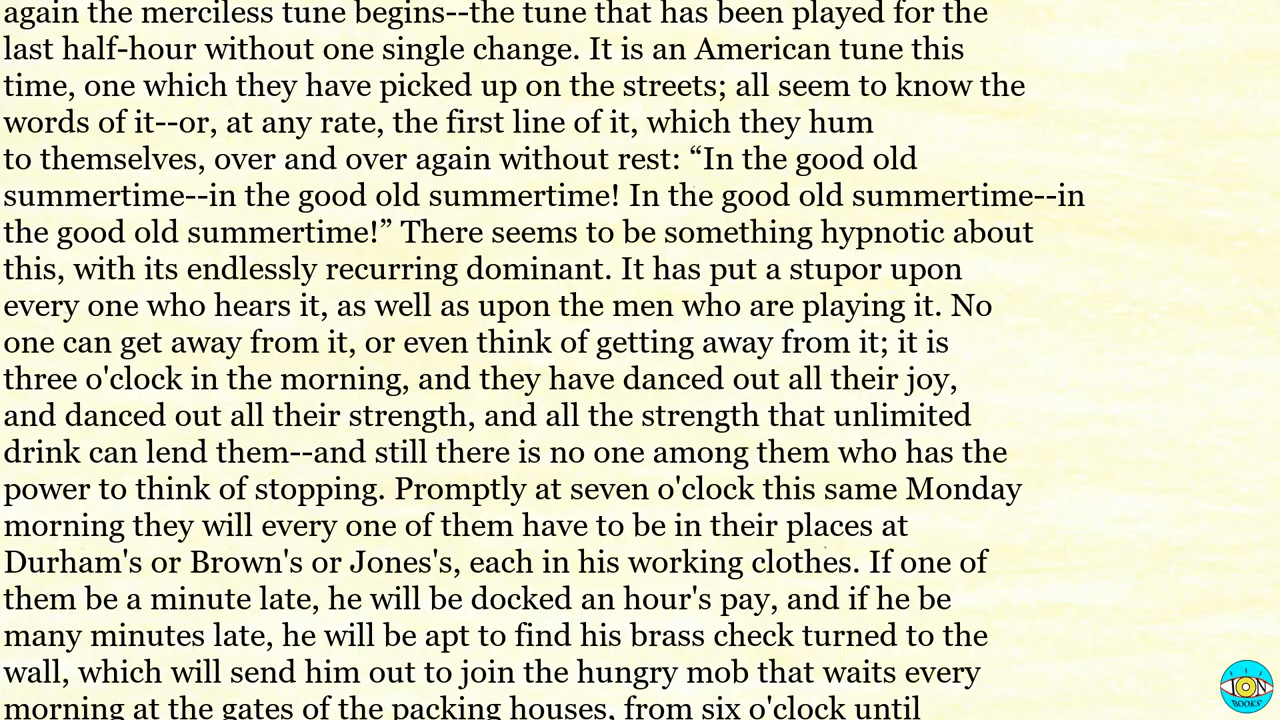 again the merciless tune begins--the tune that has been played for the
last half-hour without one single change. It is an American tune this
time, one which they have picked up on the streets; all seem to know the
words of it--or, at any rate, the first line of it, which they hum
to themselves, over and over again without rest: “In the good old
summertime--in the good old summertime! In the good old summertime--in
the good old summertime!” There seems to be something hypnotic about
this, with its endlessly recurring dominant. It has put a stupor upon
every one who hears it, as well as upon the men who are playing it. No
one can get away from it, or even think of getting away from it; it is
three o'clock in the morning, and they have danced out all their joy,
and danced out all their strength, and all the strength that unlimited
drink can lend them--and still there is no one among them who has the
power to think of stopping. Promptly at seven o'clock this same Monday
morning they will every one of them have to be in their places at
Durham's or Brown's or Jones's, each in his working clothes. If one of
them be a minute late, he will be docked an hour's pay, and if he be
many minutes late, he will be apt to find his brass check turned to the
wall, which will send him out to join the hungry mob that waits every
morning at the gates of the packing houses, from six o'clock until
ION
BOOKS